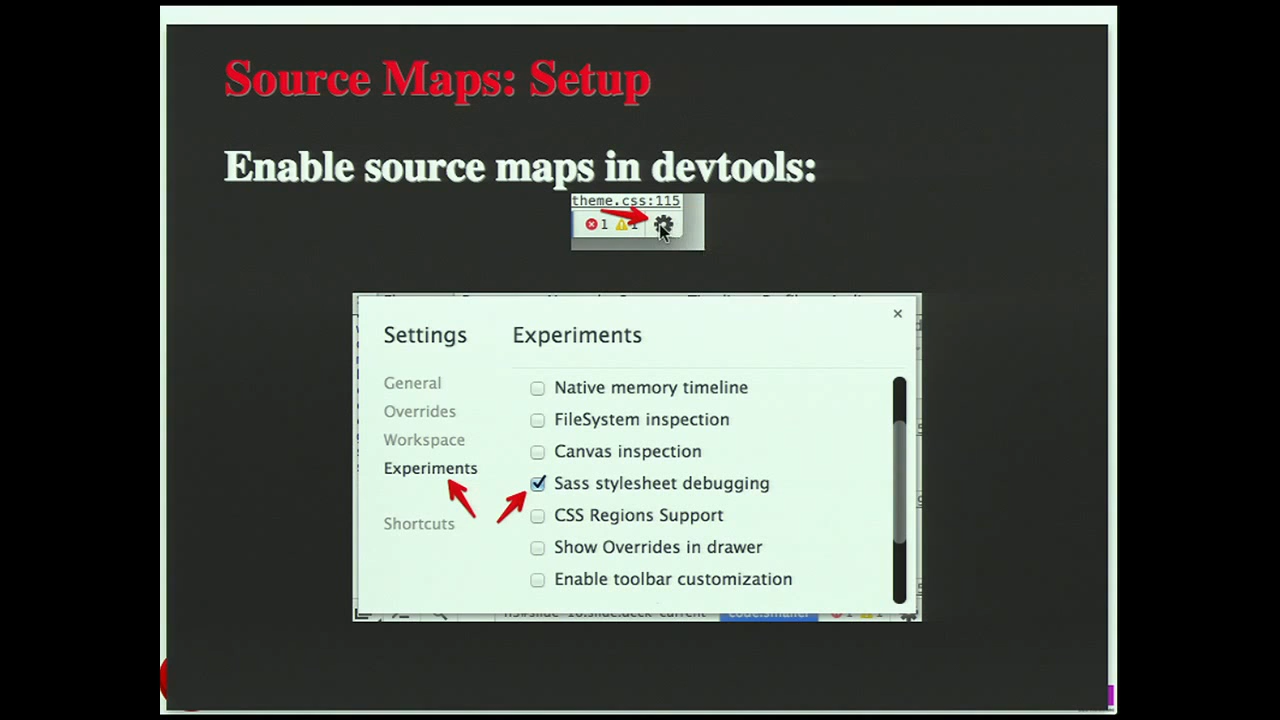 Source Maps: Setup
Enable source maps in devtools:
theme.css:115
1 1
Settings
Experiments
General
Overrides
Workspace
Experiments
Shortcuts
Native memory timeline
FileSystem inspection
Canvas inspection
Sass stylesheet debugging
CSS Regions Support
Show Overrides in drawer
Enable toolbar customization